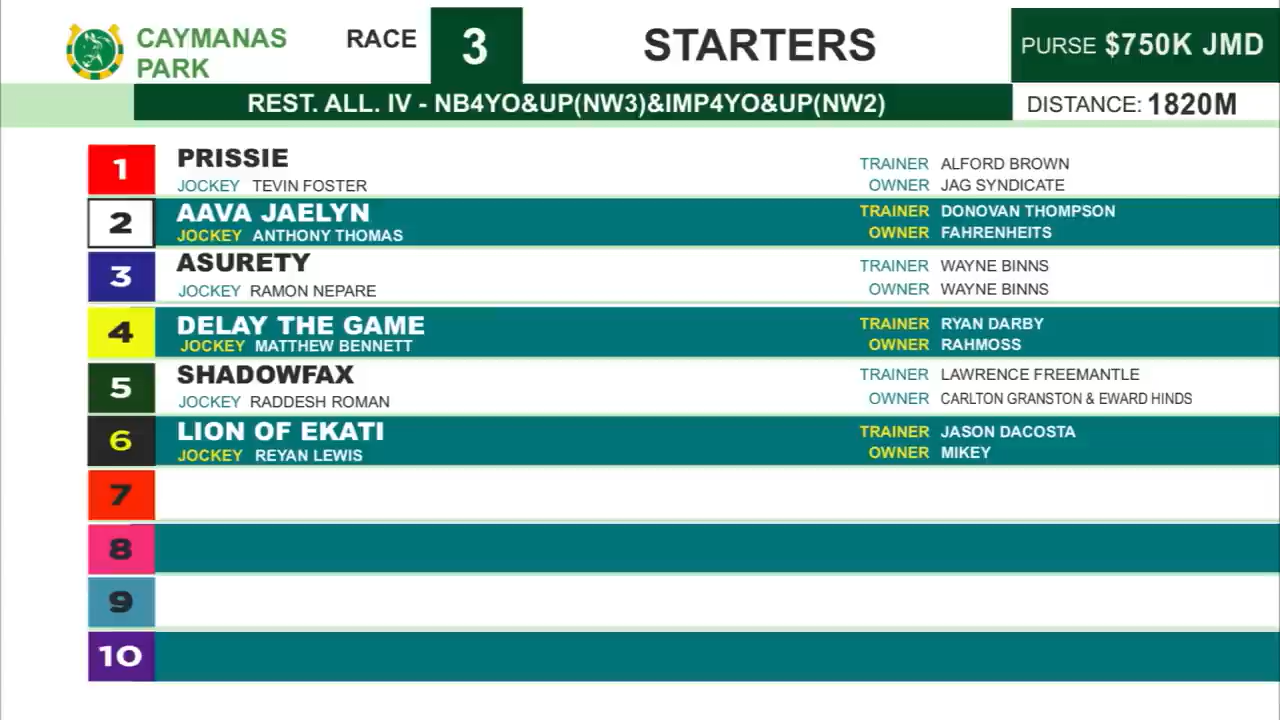 CAYMANAS PARK
RACE 3
STARTERS
PURSE $750K JMD
REST. ALL. IV - NB4YO&UP(NW3)&IMP4YO&UP(NW2)
DISTANCE: 1820M
1 PRISSIE
JOCKEY TEVIN FOSTER
TRAINER ALFORD BROWN
OWNER JAG SYNDICATE
2 AAVA JAELYN
JOCKEY ANTHONY THOMAS
TRAINER DONOVAN THOMPSON
OWNER FAHRENHEITS
3 ASURETY
JOCKEY RAMON NEPARE
TRAINER WAYNE BINNS
OWNER WAYNE BINNS
4 DELAY THE GAME
JOCKEY MATTHEW BENNETT
TRAINER RYAN DARBY
OWNER RAHMOSS
5 SHADOWFAX
JOCKEY RADDESH ROMAN
TRAINER LAWRENCE FREEMANTLE
OWNER CARLTON GRANSTON & EWARD HINDS
6 LION OF EKATI
JOCKEY REYAN LEWIS
TRAINER JASON DACOSTA
OWNER MIKEY
7
8
9
10